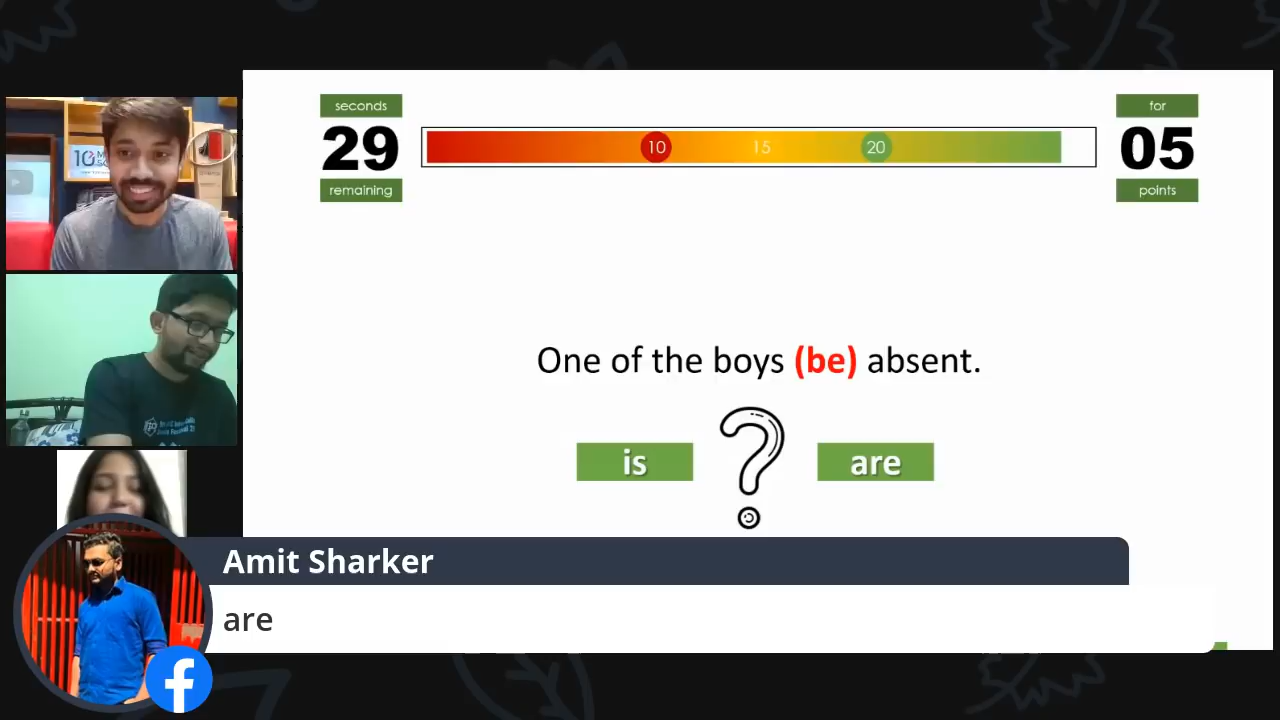 seconds
29
remaining
10
15
20
for
05
points
One of the boys (be) absent.
is
are
Amit Sharker
are